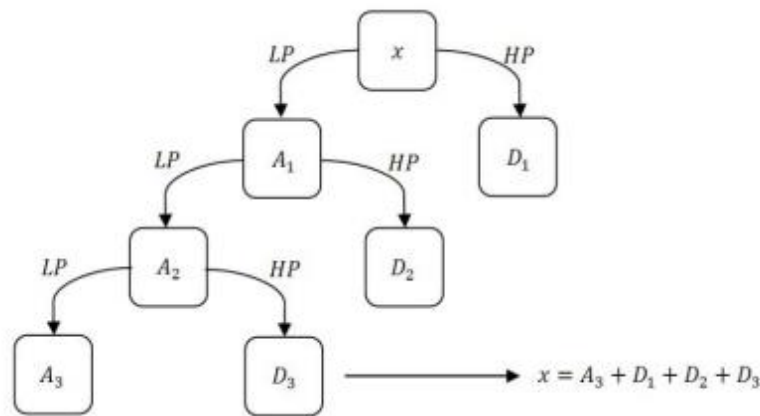 x
LP HP
A₁ D₁
LP HP
A₂ D₂
LP HP
A₃ D₃ x = A₃ + D₁ + D₂ + D₃